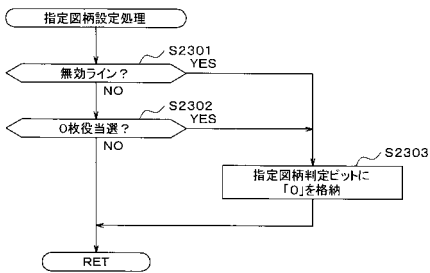 指定図柄設定処理
S2301
無効ライン？
YES
NO
S2302
0枚役当選？
YES
NO
S2303
指定図柄判定ビットに
「0」を格納
RET